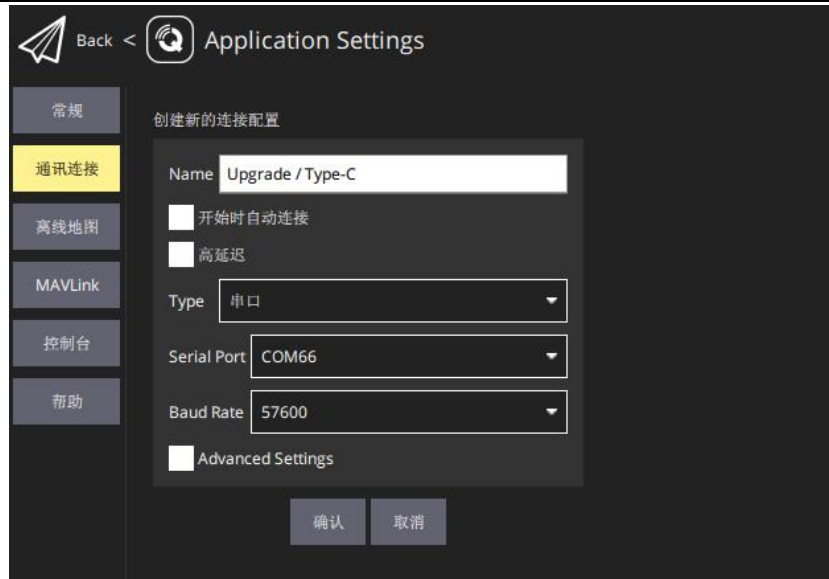 Back < Application Settings
常规
通讯连接
离线地图
MAVLink
控制台
帮助
创建新的连接配置
Name Upgrade / Type-C
开始时自动连接
高延迟
Type 串口
Serial Port COM66
Baud Rate 57600
Advanced Settings
确认 取消